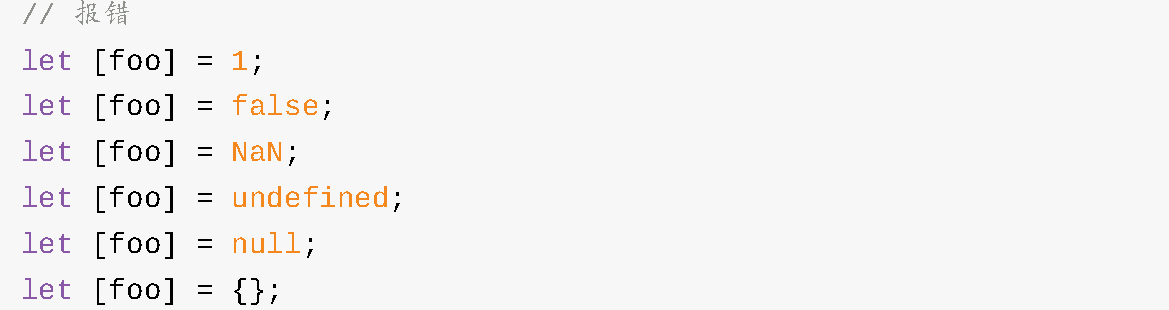 // 报错
let [foo] = 1;
let [foo] = false;
let [foo] = NaN;
let [foo] = undefined;
let [foo] = null;
let [foo] = {};